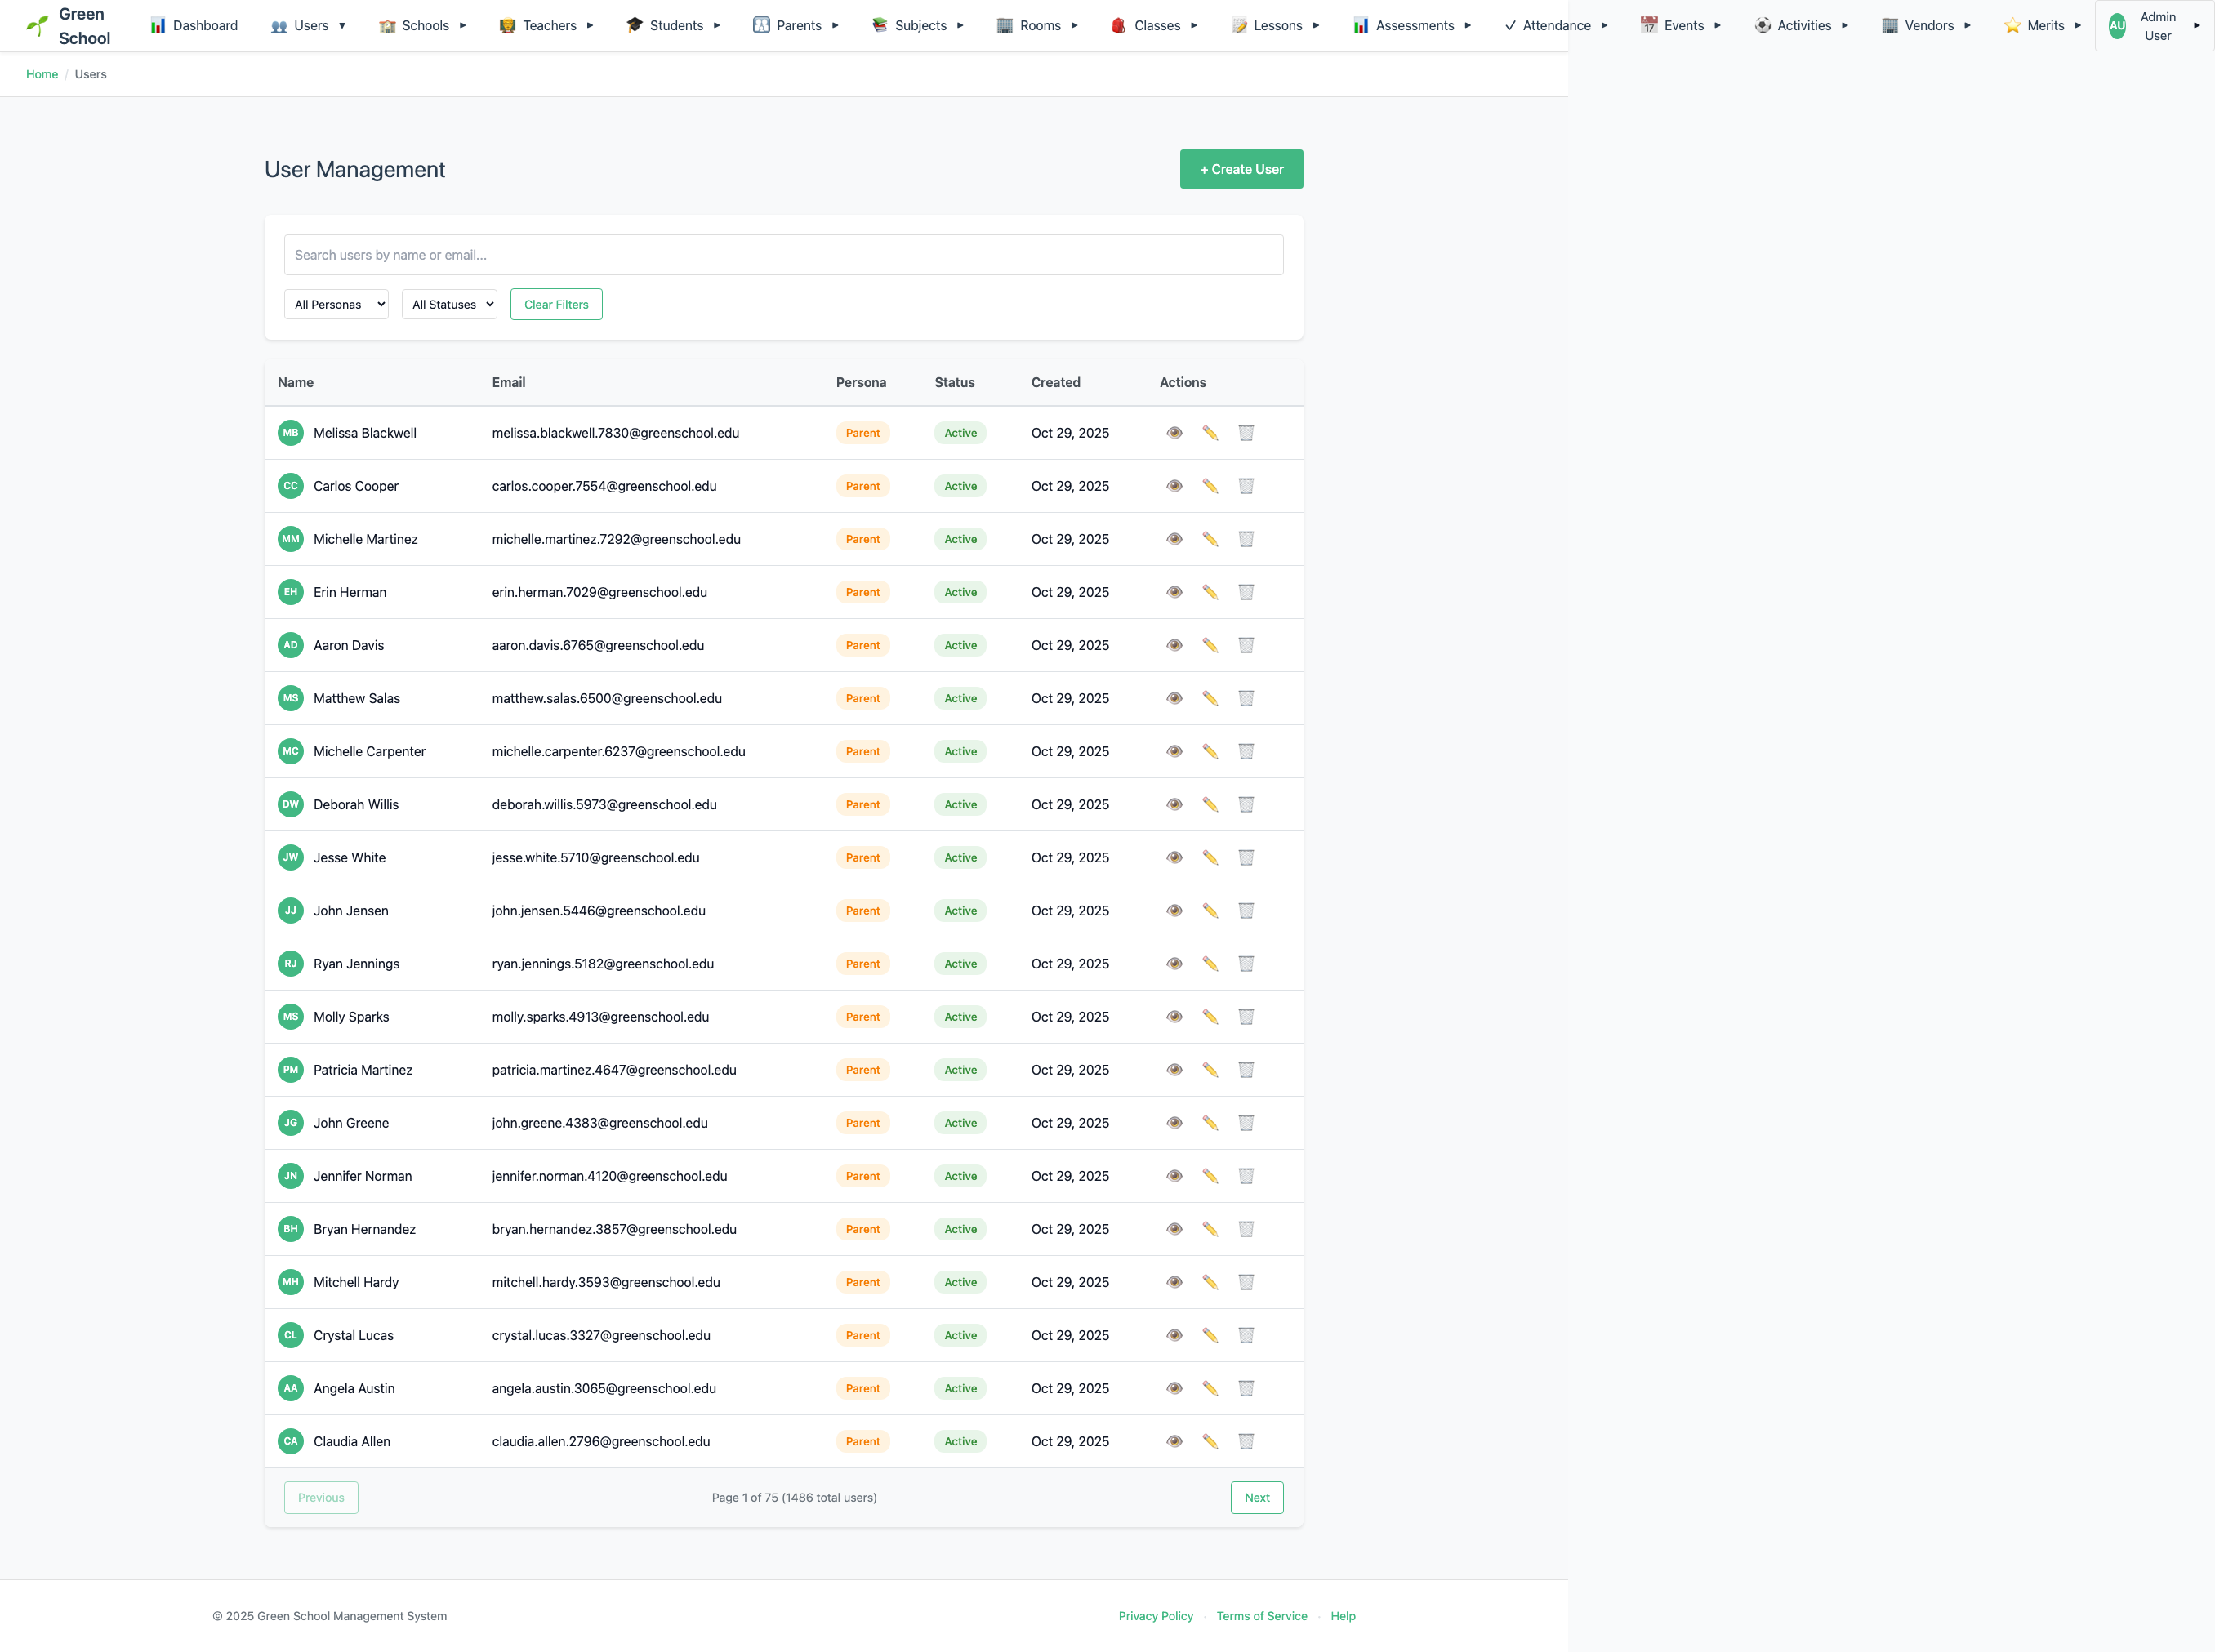 Green School
Dashboard Users ▼ Schools ► Teachers ► Students ► Parents ► Subjects ► Rooms ► Classes ► Lessons ► Assessments ► ✓ Attendance ► Events ► Activities ► Vendors ► Merits ► AU Admin User ►
Home / Users
User Management
+ Create User
Search users by name or email...
All Personas All Statuses Clear Filters
Name Email Persona Status Created Actions
MB Melissa Blackwell melissa.blackwell.7830@greenschool.edu Parent Active Oct 29, 2025
CC Carlos Cooper carlos.cooper.7554@greenschool.edu Parent Active Oct 29, 2025
MM Michelle Martinez michelle.martinez.7292@greenschool.edu Parent Active Oct 29, 2025
EH Erin Herman erin.herman.7029@greenschool.edu Parent Active Oct 29, 2025
AD Aaron Davis aaron.davis.6765@greenschool.edu Parent Active Oct 29, 2025
MS Matthew Salas matthew.salas.6500@greenschool.edu Parent Active Oct 29, 2025
MC Michelle Carpenter michelle.carpenter.6237@greenschool.edu Parent Active Oct 29, 2025
DW Deborah Willis deborah.willis.5973@greenschool.edu Parent Active Oct 29, 2025
JW Jesse White jesse.white.5710@greenschool.edu Parent Active Oct 29, 2025
JJ John Jensen john.jensen.5446@greenschool.edu Parent Active Oct 29, 2025
RJ Ryan Jennings ryan.jennings.5182@greenschool.edu Parent Active Oct 29, 2025
MS Molly Sparks molly.sparks.4913@greenschool.edu Parent Active Oct 29, 2025
PM Patricia Martinez patricia.martinez.4647@greenschool.edu Parent Active Oct 29, 2025
JG John Greene john.greene.4383@greenschool.edu Parent Active Oct 29, 2025
JN Jennifer Norman jennifer.norman.4120@greenschool.edu Parent Active Oct 29, 2025
BH Bryan Hernandez bryan.hernandez.3857@greenschool.edu Parent Active Oct 29, 2025
MH Mitchell Hardy mitchell.hardy.3593@greenschool.edu Parent Active Oct 29, 2025
CL Crystal Lucas crystal.lucas.3327@greenschool.edu Parent Active Oct 29, 2025
AA Angela Austin angela.austin.3065@greenschool.edu Parent Active Oct 29, 2025
CA Claudia Allen claudia.allen.2796@greenschool.edu Parent Active Oct 29, 2025
Previous Page 1 of 75 (1486 total users) Next
© 2025 Green School Management System Privacy Policy · Terms of Service · Help